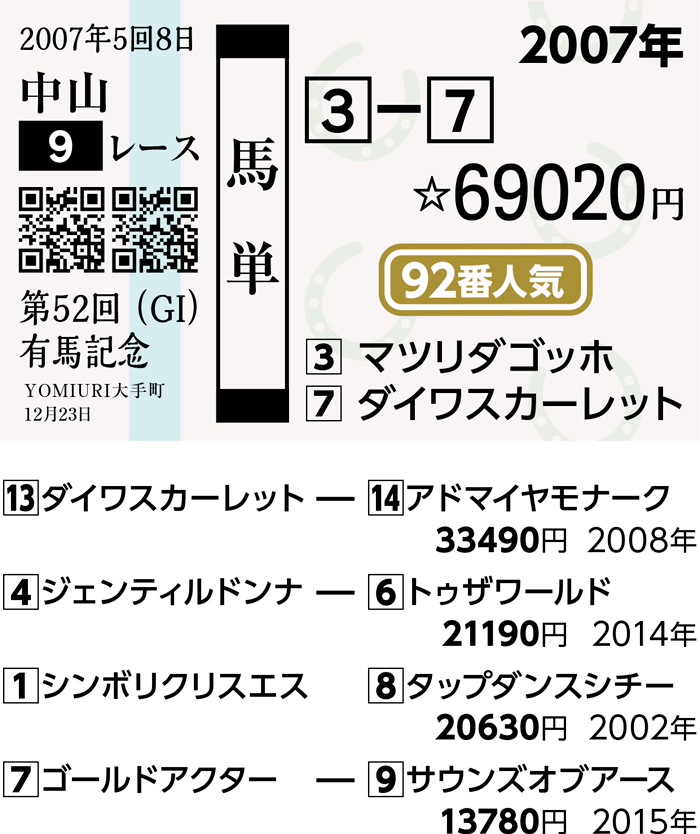 2007年5回8日
中山
9レース
第52回(GI)
有馬記念
YOMIURI大手町
12月23日
馬単
2007年
3ー7
☆69020円
92番人気
3 マツリダゴッホ
7 ダイワスカーレット
13ダイワスカーレット ― 14アドマイヤモナーク
33490円 2008年
4ジェンティルドンナ ― 6トゥザワールド
21190円 2014年
1シンボリクリスエス 8タップダンスシチー
20630円 2002年
7ゴールドアクター ― 9サウンズオブアース
13780円 2015年